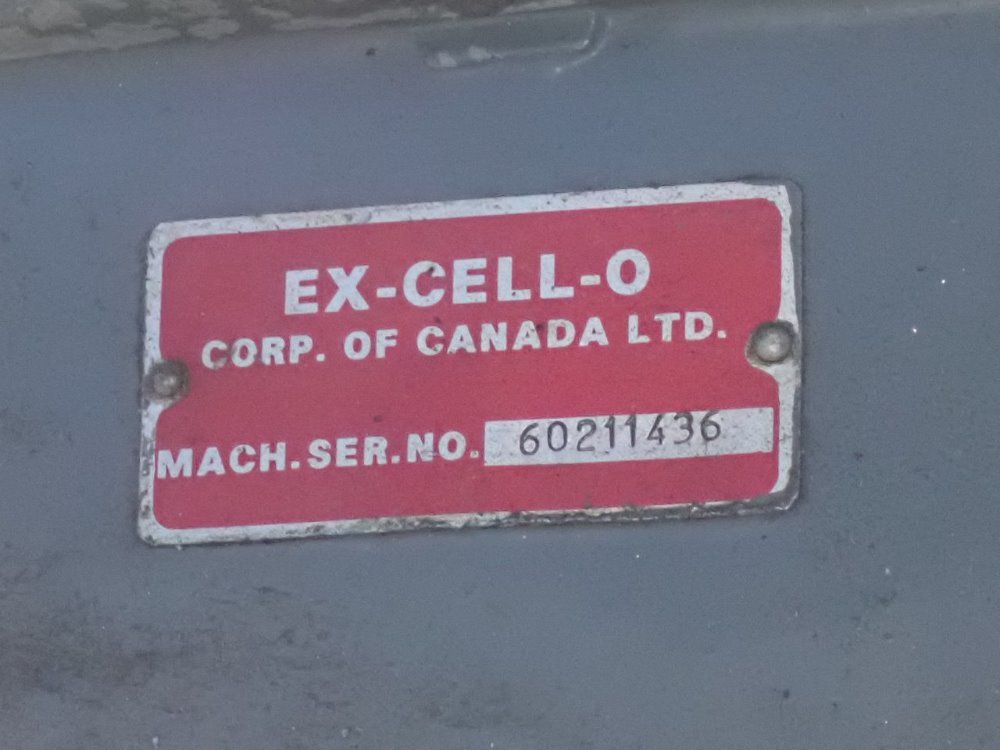 EX-CELL-O
CORP. OF CANADA LTD.
MACH.SER.NO. 60211436